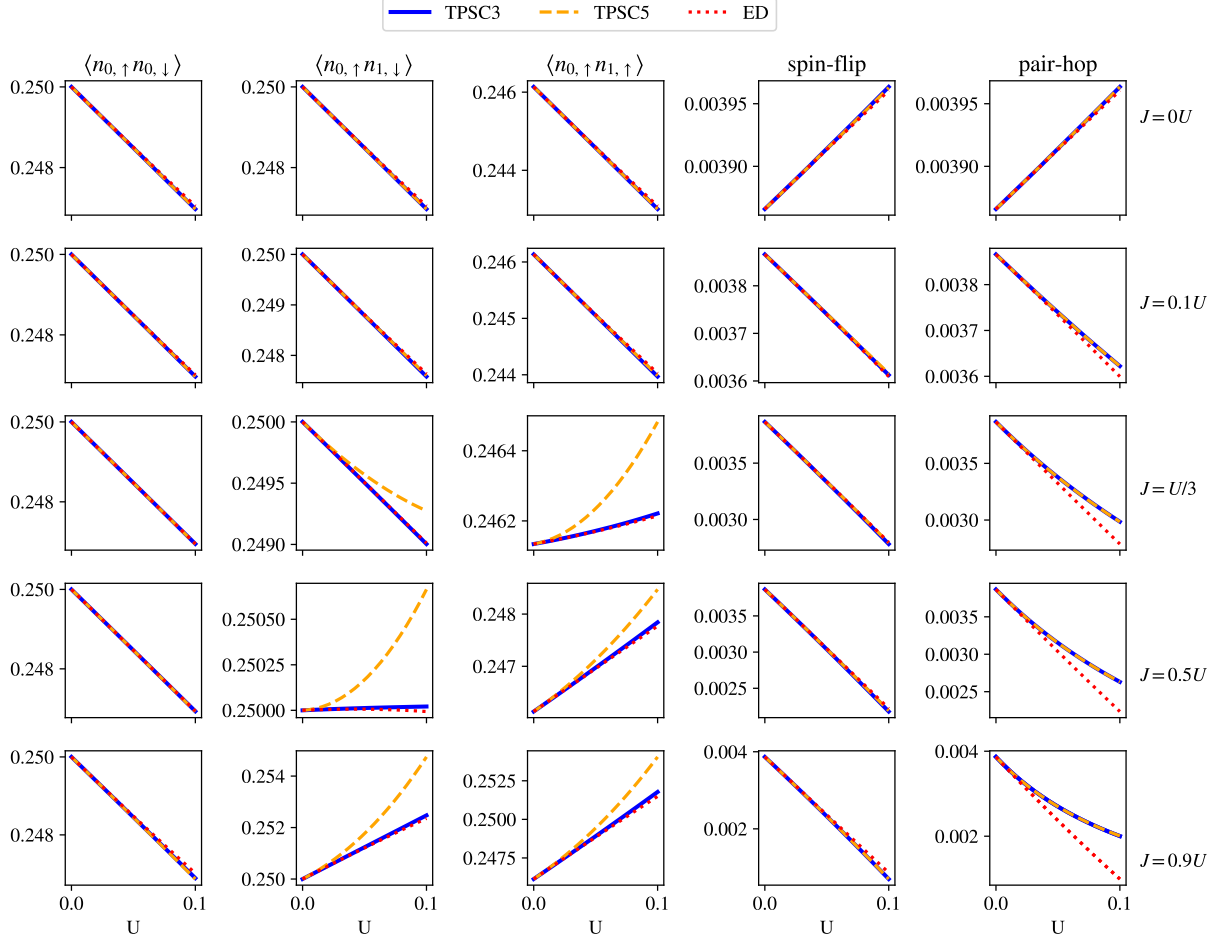 TPSC3 TPSC5 ED
⟨n0,↑n0,↓⟩ ⟨n0,↑n1,↓⟩ ⟨n0,↑n1,↑⟩ spin-flip pair-hop
0.250 0.250 0.246 0.00395 0.00395 J = 0U
0.248 0.248 0.244 0.00390 0.00390
0.250 0.250 0.246 0.0038 0.0038 J = 0.1U
0.248 0.249 0.248 0.245 0.244 0.0037 0.0036 0.0037 0.0036
0.250 0.2500 0.2464 0.0035 0.0035 J = U/3
0.248 0.2495 0.2490 0.2462 0.0030 0.0030
0.250 0.25050 0.248 0.0035 0.0035 J = 0.5U
0.248 0.25025 0.25000 0.247 0.0030 0.0025 0.0030 0.0025
0.250 0.254 0.2525 0.004 0.004 J = 0.9U
0.248 0.252 0.250 0.2500 0.2475 0.002 0.002
0.0 0.1 0.0 0.1 0.0 0.1 0.0 0.1 0.0 0.1
U U U U U